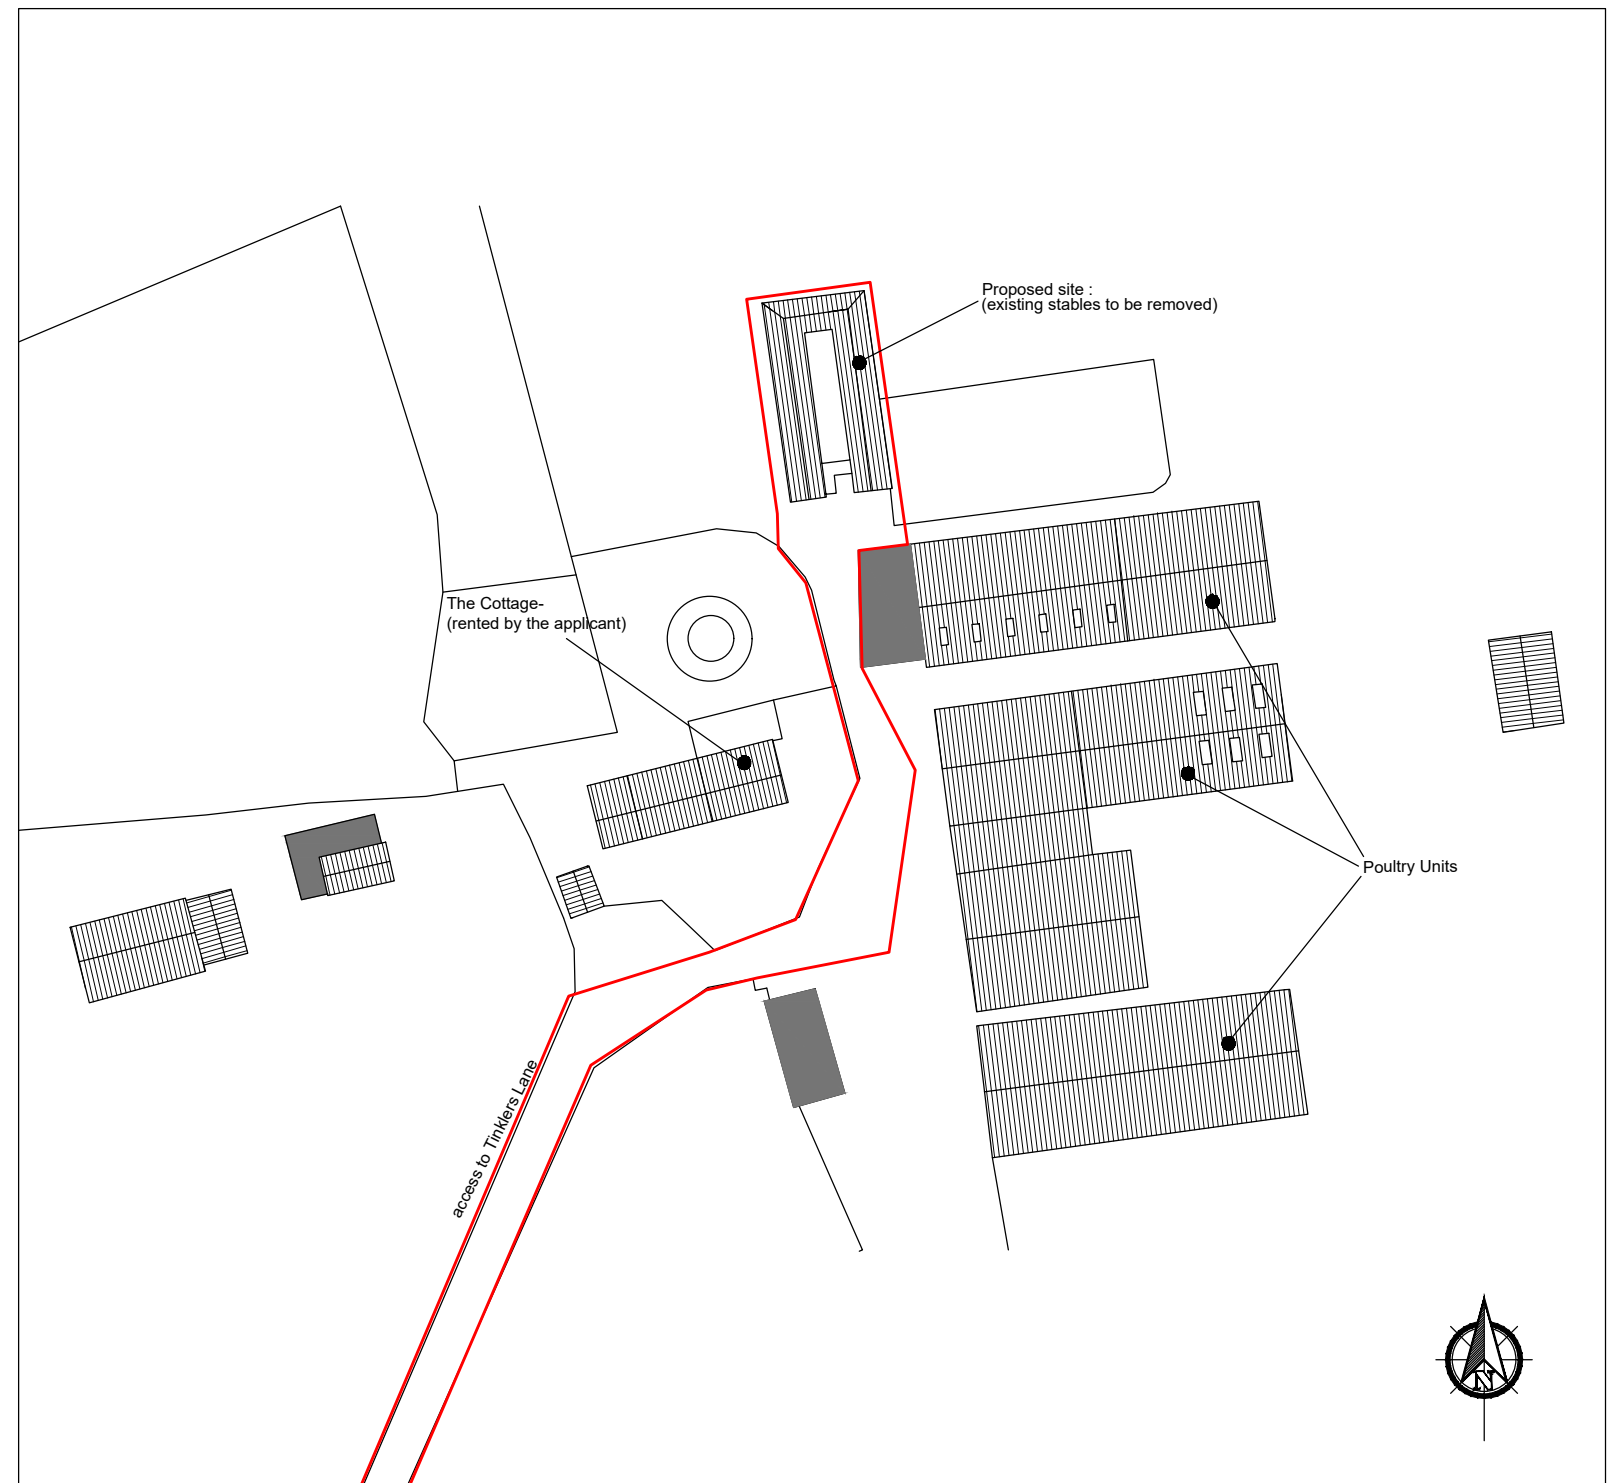 Proposed site :
(existing stables to be removed)
The Cottage-
(rented by the applicant)
Poultry Units
access to Tinklers Lane
N